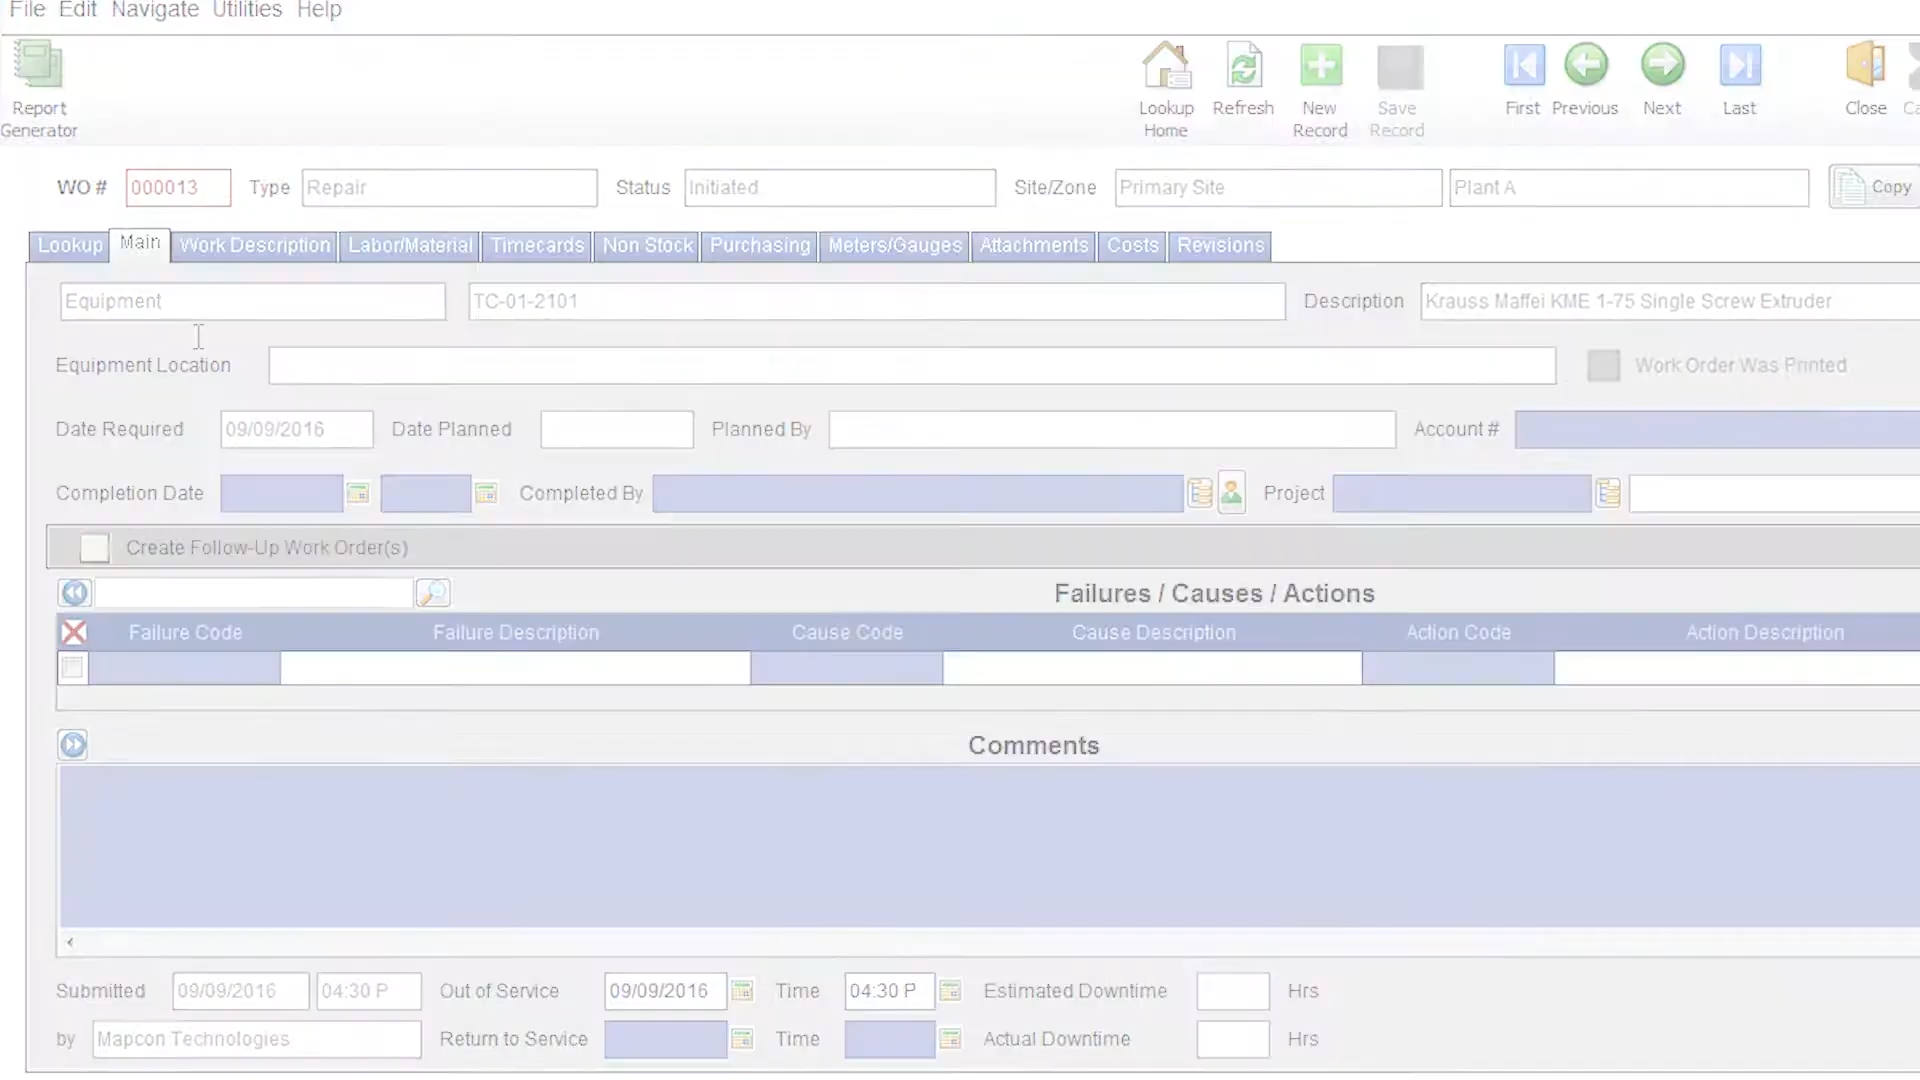 File Edit Navigate Utilities Help
Report Generator
Lookup Home
Refresh
New Record
Save Record
First
Previous
Next
Last
Close
WO # 000013 Type Repair Status Initiated Site/Zone Primary Site Plant A Copy
Lookup Main Work Description Labor/Material Timecards Non Stock Purchasing Meters/Gauges Attachments Costs Revisions
Equipment TC-01-2101 Description Krauss Maffei KME 1-75 Single Screw Extruder
Equipment Location Work Order Was Printed
Date Required 09/09/2016 Date Planned Planned By Account #
Completion Date Completed By Project
Create Follow-Up Work Order(s)
Failures / Causes / Actions
Failure Code Failure Description Cause Code Cause Description Action Code Action Description
Comments
Submitted 09/09/2016 04:30 P Out of Service 09/09/2016 Time 04:30 P Estimated Downtime Hrs
by Mapcon Technologies Return to Service Time Actual Downtime Hrs